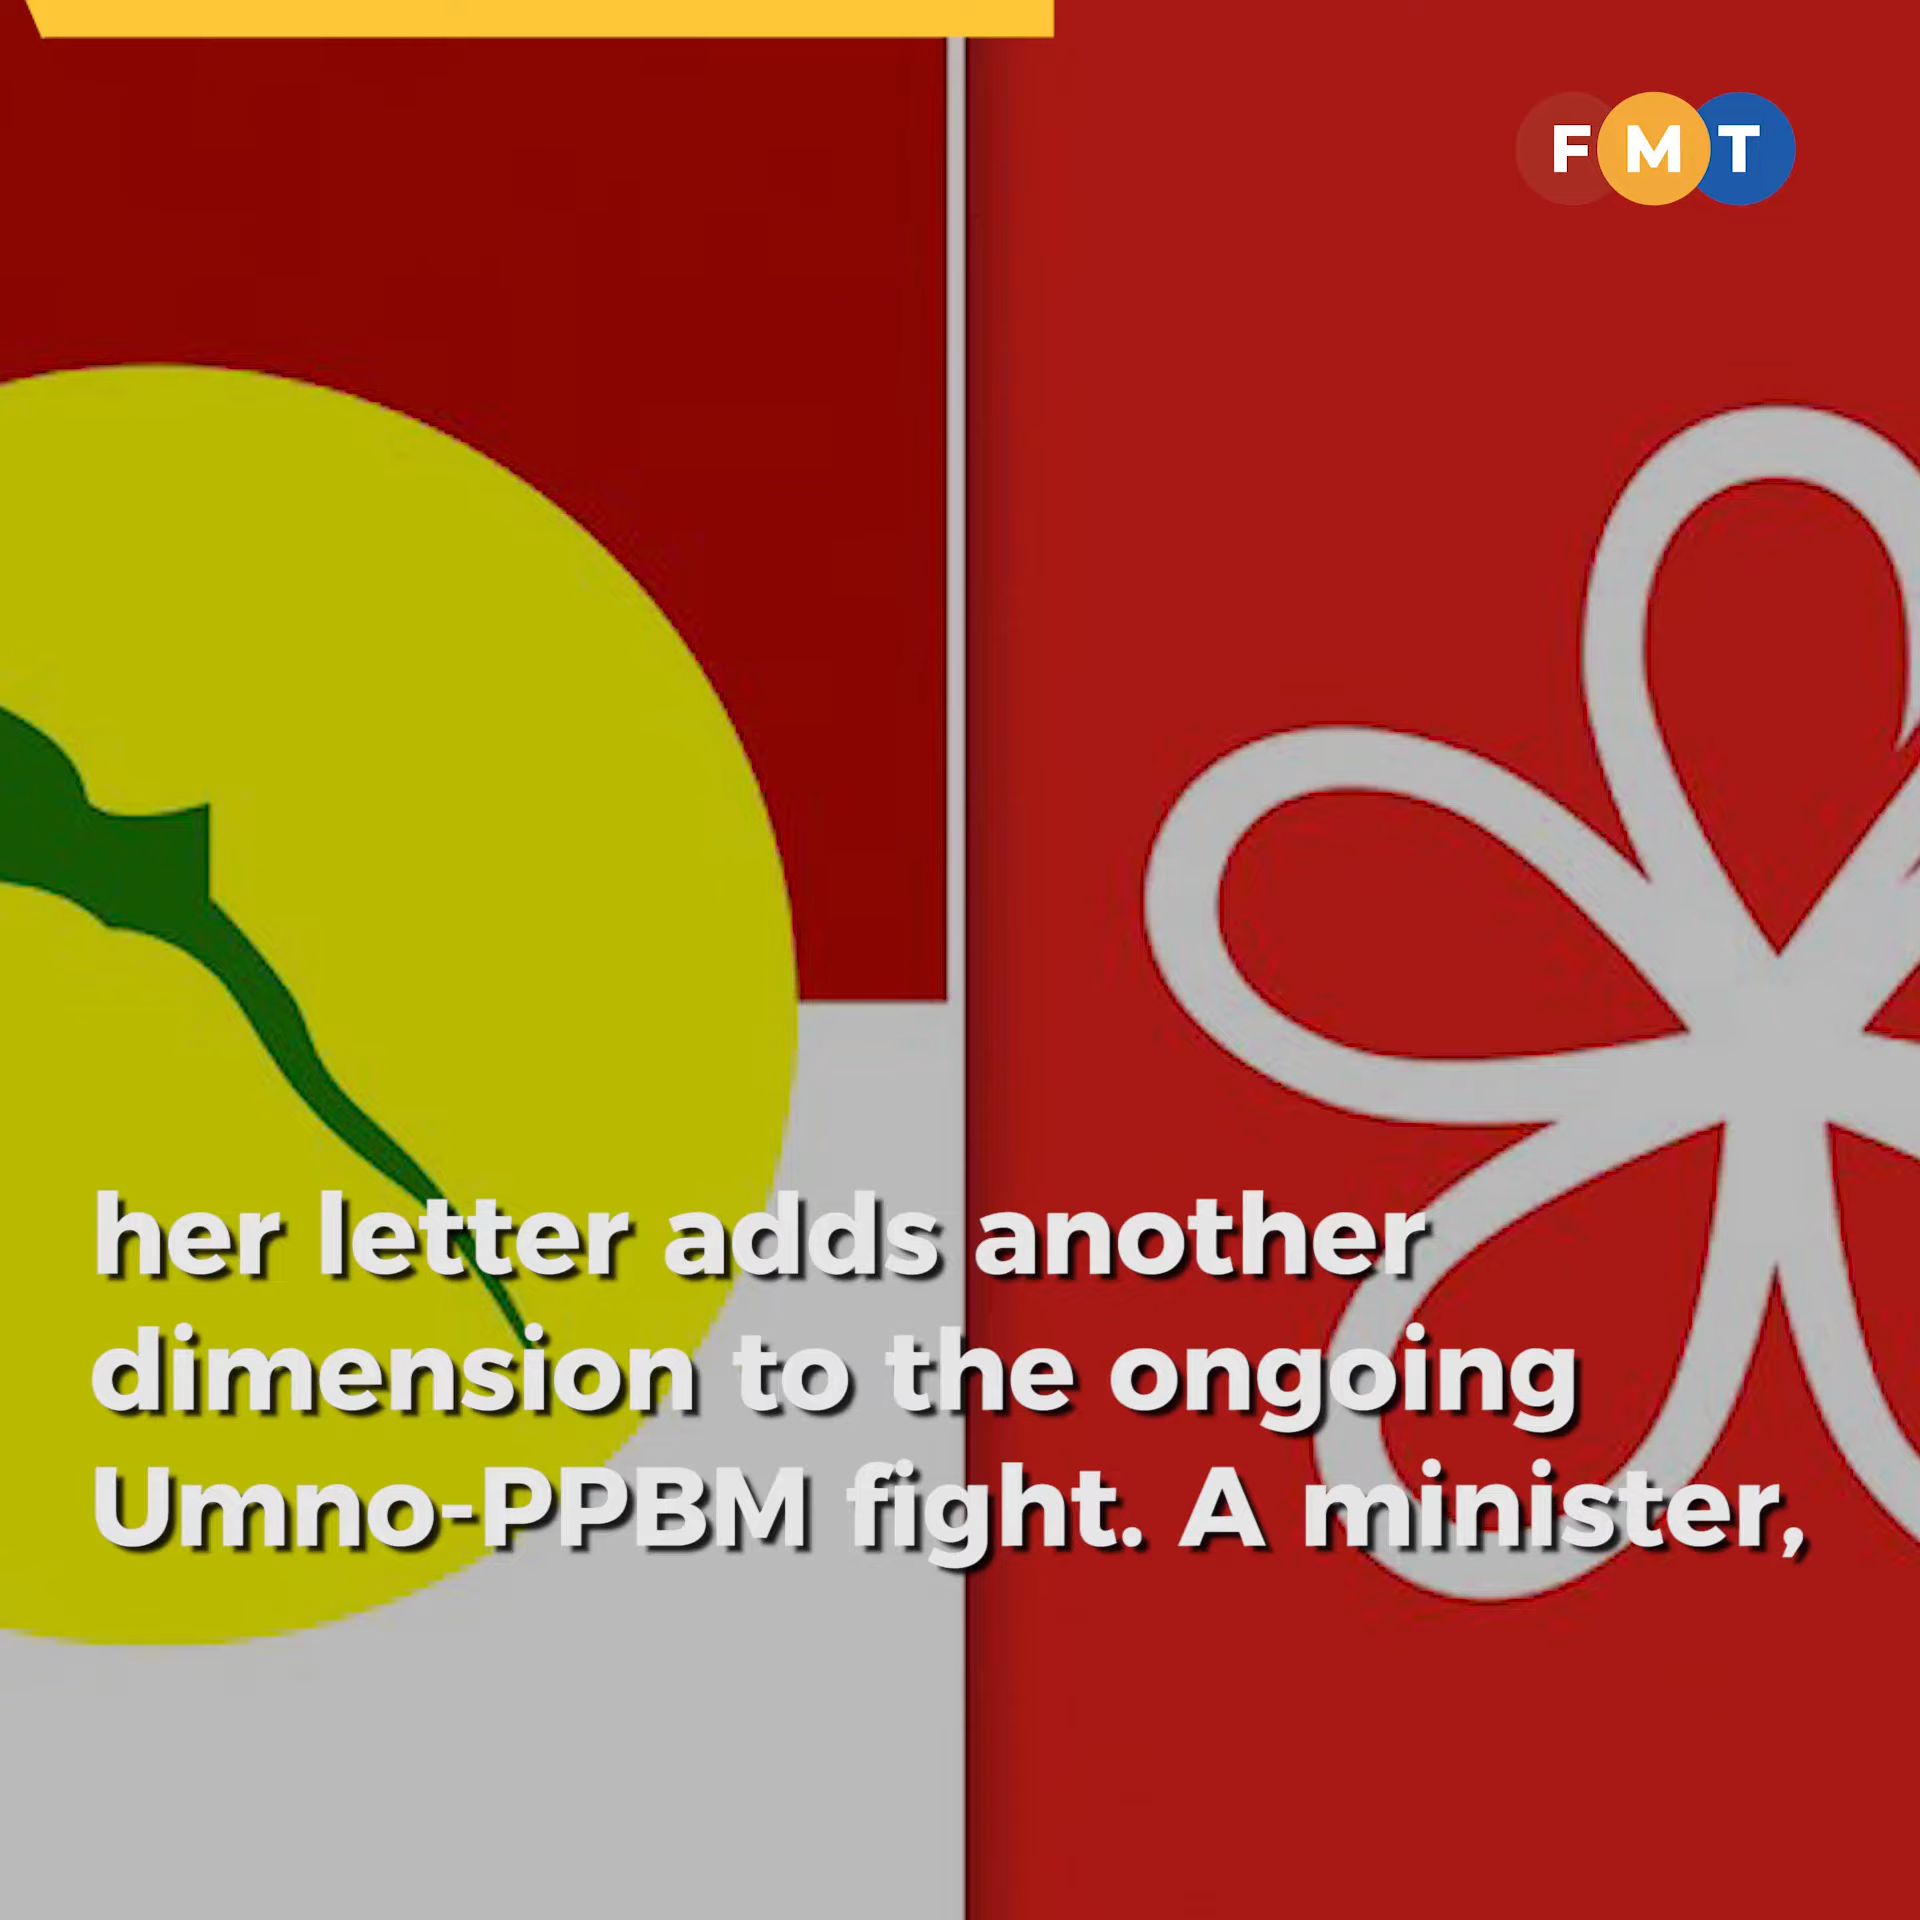 FMT
her letter adds another
dimension to the ongoing
Umno-PPBM fight. A minister,